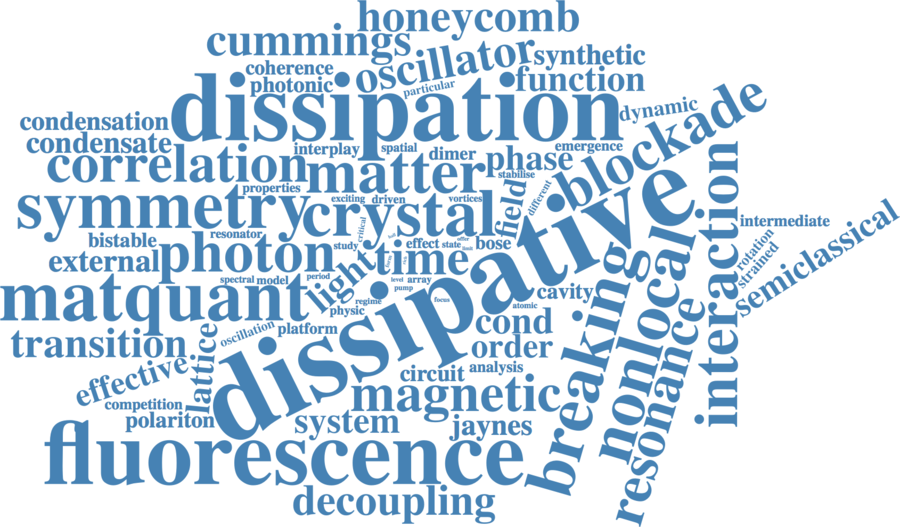 honeycomb
cummings
oscillator
synthetic
coherence
photonic
particular
function
dissipation
dynamic
blockade
condensation
condensate
correlation
interplay
spatial
dimer
phase
emergence
matter
stabilise
properties
exciting
driven
vortices
different
field
symmetry
crystal
critical
resonator
bistable
photon
study
effect
state
bose
limit
intermediate
rotation
strained
semiclassical
interaction
external
light
time
dissipative
spectral
model
period
level
array
pump
matquant
regime
physic
focus
atomic
cavity
breaking
nonlocal
resonance
transition
oscillation
platform
cond
order
lattice
effective
circuit
analysis
competition
polariton
magnetic
system
jaynes
fluorescence
decoupling